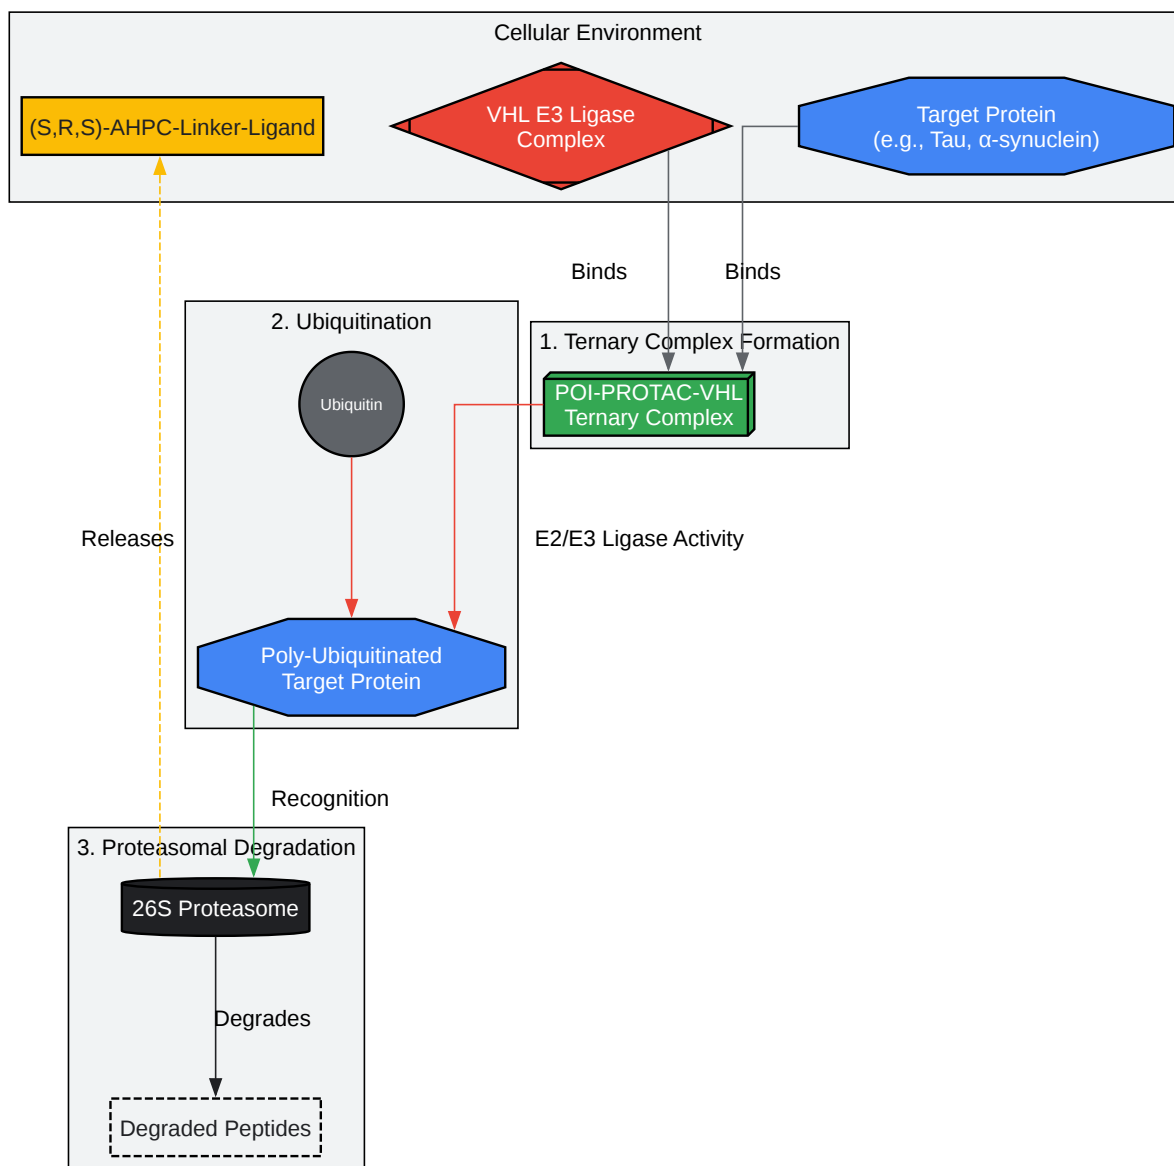 Cellular Environment
(S,R,S)-AHPC-Linker-Ligand
VHL E3 Ligase
Complex
Target Protein
(e.g., Tau, α-synuclein)
Binds
Binds
2. Ubiquitination
1. Ternary Complex Formation
Ubiquitin
POI-PROTAC-VHL
Ternary Complex
Releases
E2/E3 Ligase Activity
Poly-Ubiquitinated
Target Protein
Recognition
3. Proteasomal Degradation
26S Proteasome
Degrades
Degraded Peptides